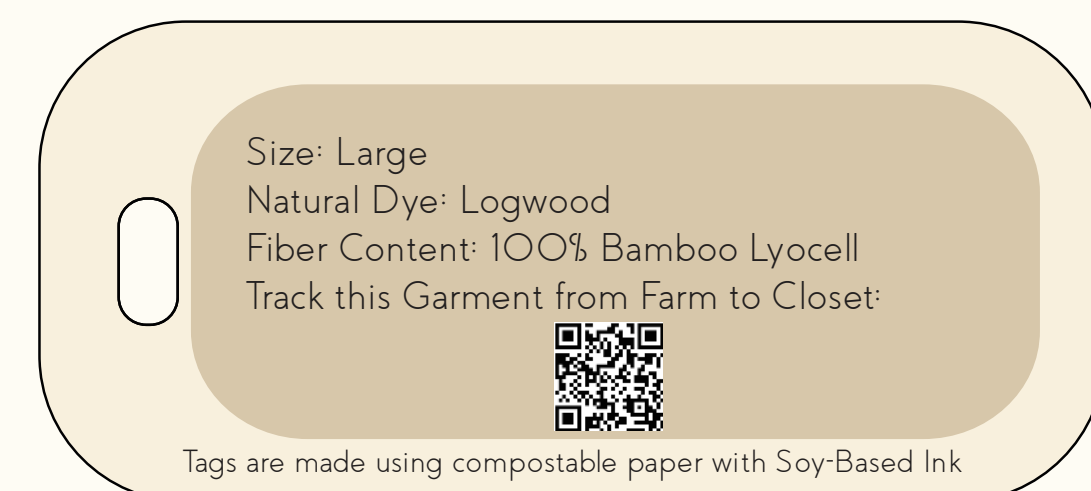 Size: Large
Natural Dye: Logwood
Fiber Content: 100% Bamboo Lyocell
Track this Garment from Farm to Closet:
Tags are made using compostable paper with Soy-Based Ink